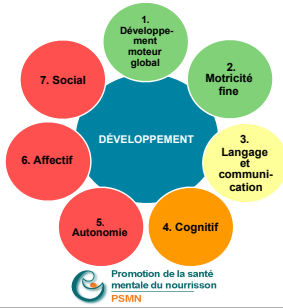 1.
Développe-
ment
moteur
global
2.
Motricité
fine
3.
Langage
et
communi-
cation
4. Cognitif
5.
Autonomie
6. Affectif
7. Social
DÉVELOPPEMENT
Promotion de la santé
mentale du nourrisson
PSMN